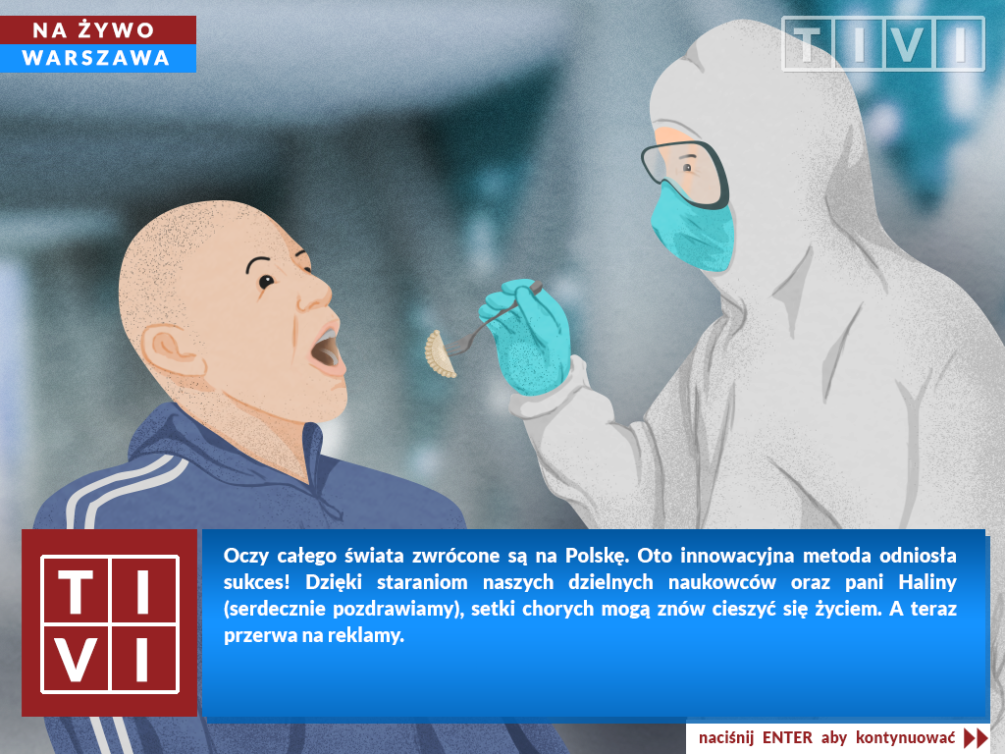 NA ŻYWO
WARSZAWA
TIVI
TI
VI
Oczy całego świata zwrócone są na Polskę. Oto innowacyjna metoda odniosła
sukces! Dzięki staraniom naszych dzielnych naukowców oraz pani Haliny
(serdecznie pozdrawiamy), setki chorych mogą znów cieszyć się życiem. A teraz
przerwa na reklamy.
naciśnij ENTER aby kontynuować